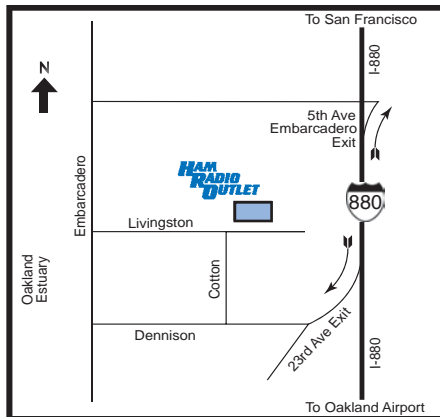 To San Francisco
I-880
N
5th Ave
Embarcadero
Exit
HAM
RADIO
OUTLET
880
Embarcadero
Livingston
Oakland
Estuary
Cotton
Dennison
23rd Ave Exit
I-880
To Oakland Airport